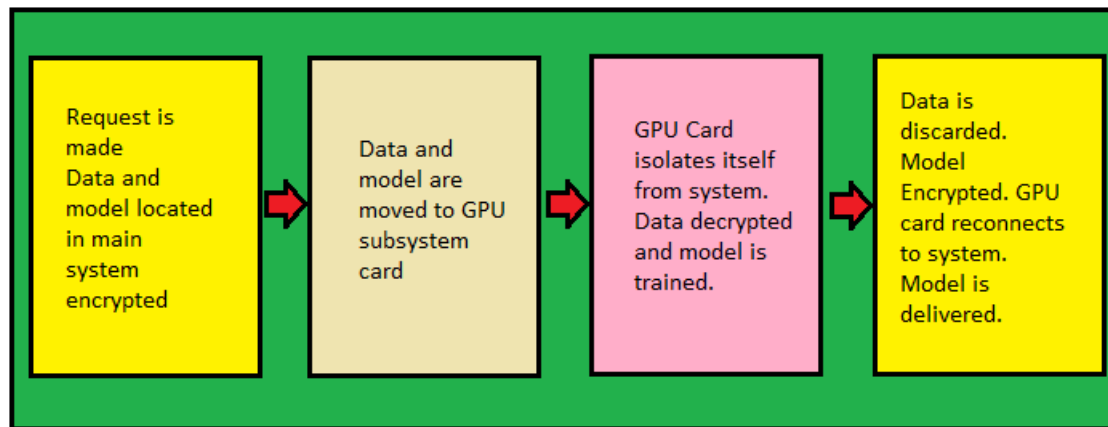 Request is
made
Data and
model located
in main
system
encrypted
Data and
model are
moved to GPU
subsystem
card
GPU Card
isolates itself
from system.
Data decrypted
and model is
trained.
Data is
discarded.
Model
Encrypted. GPU
card reconnects
to system.
Model is
delivered.